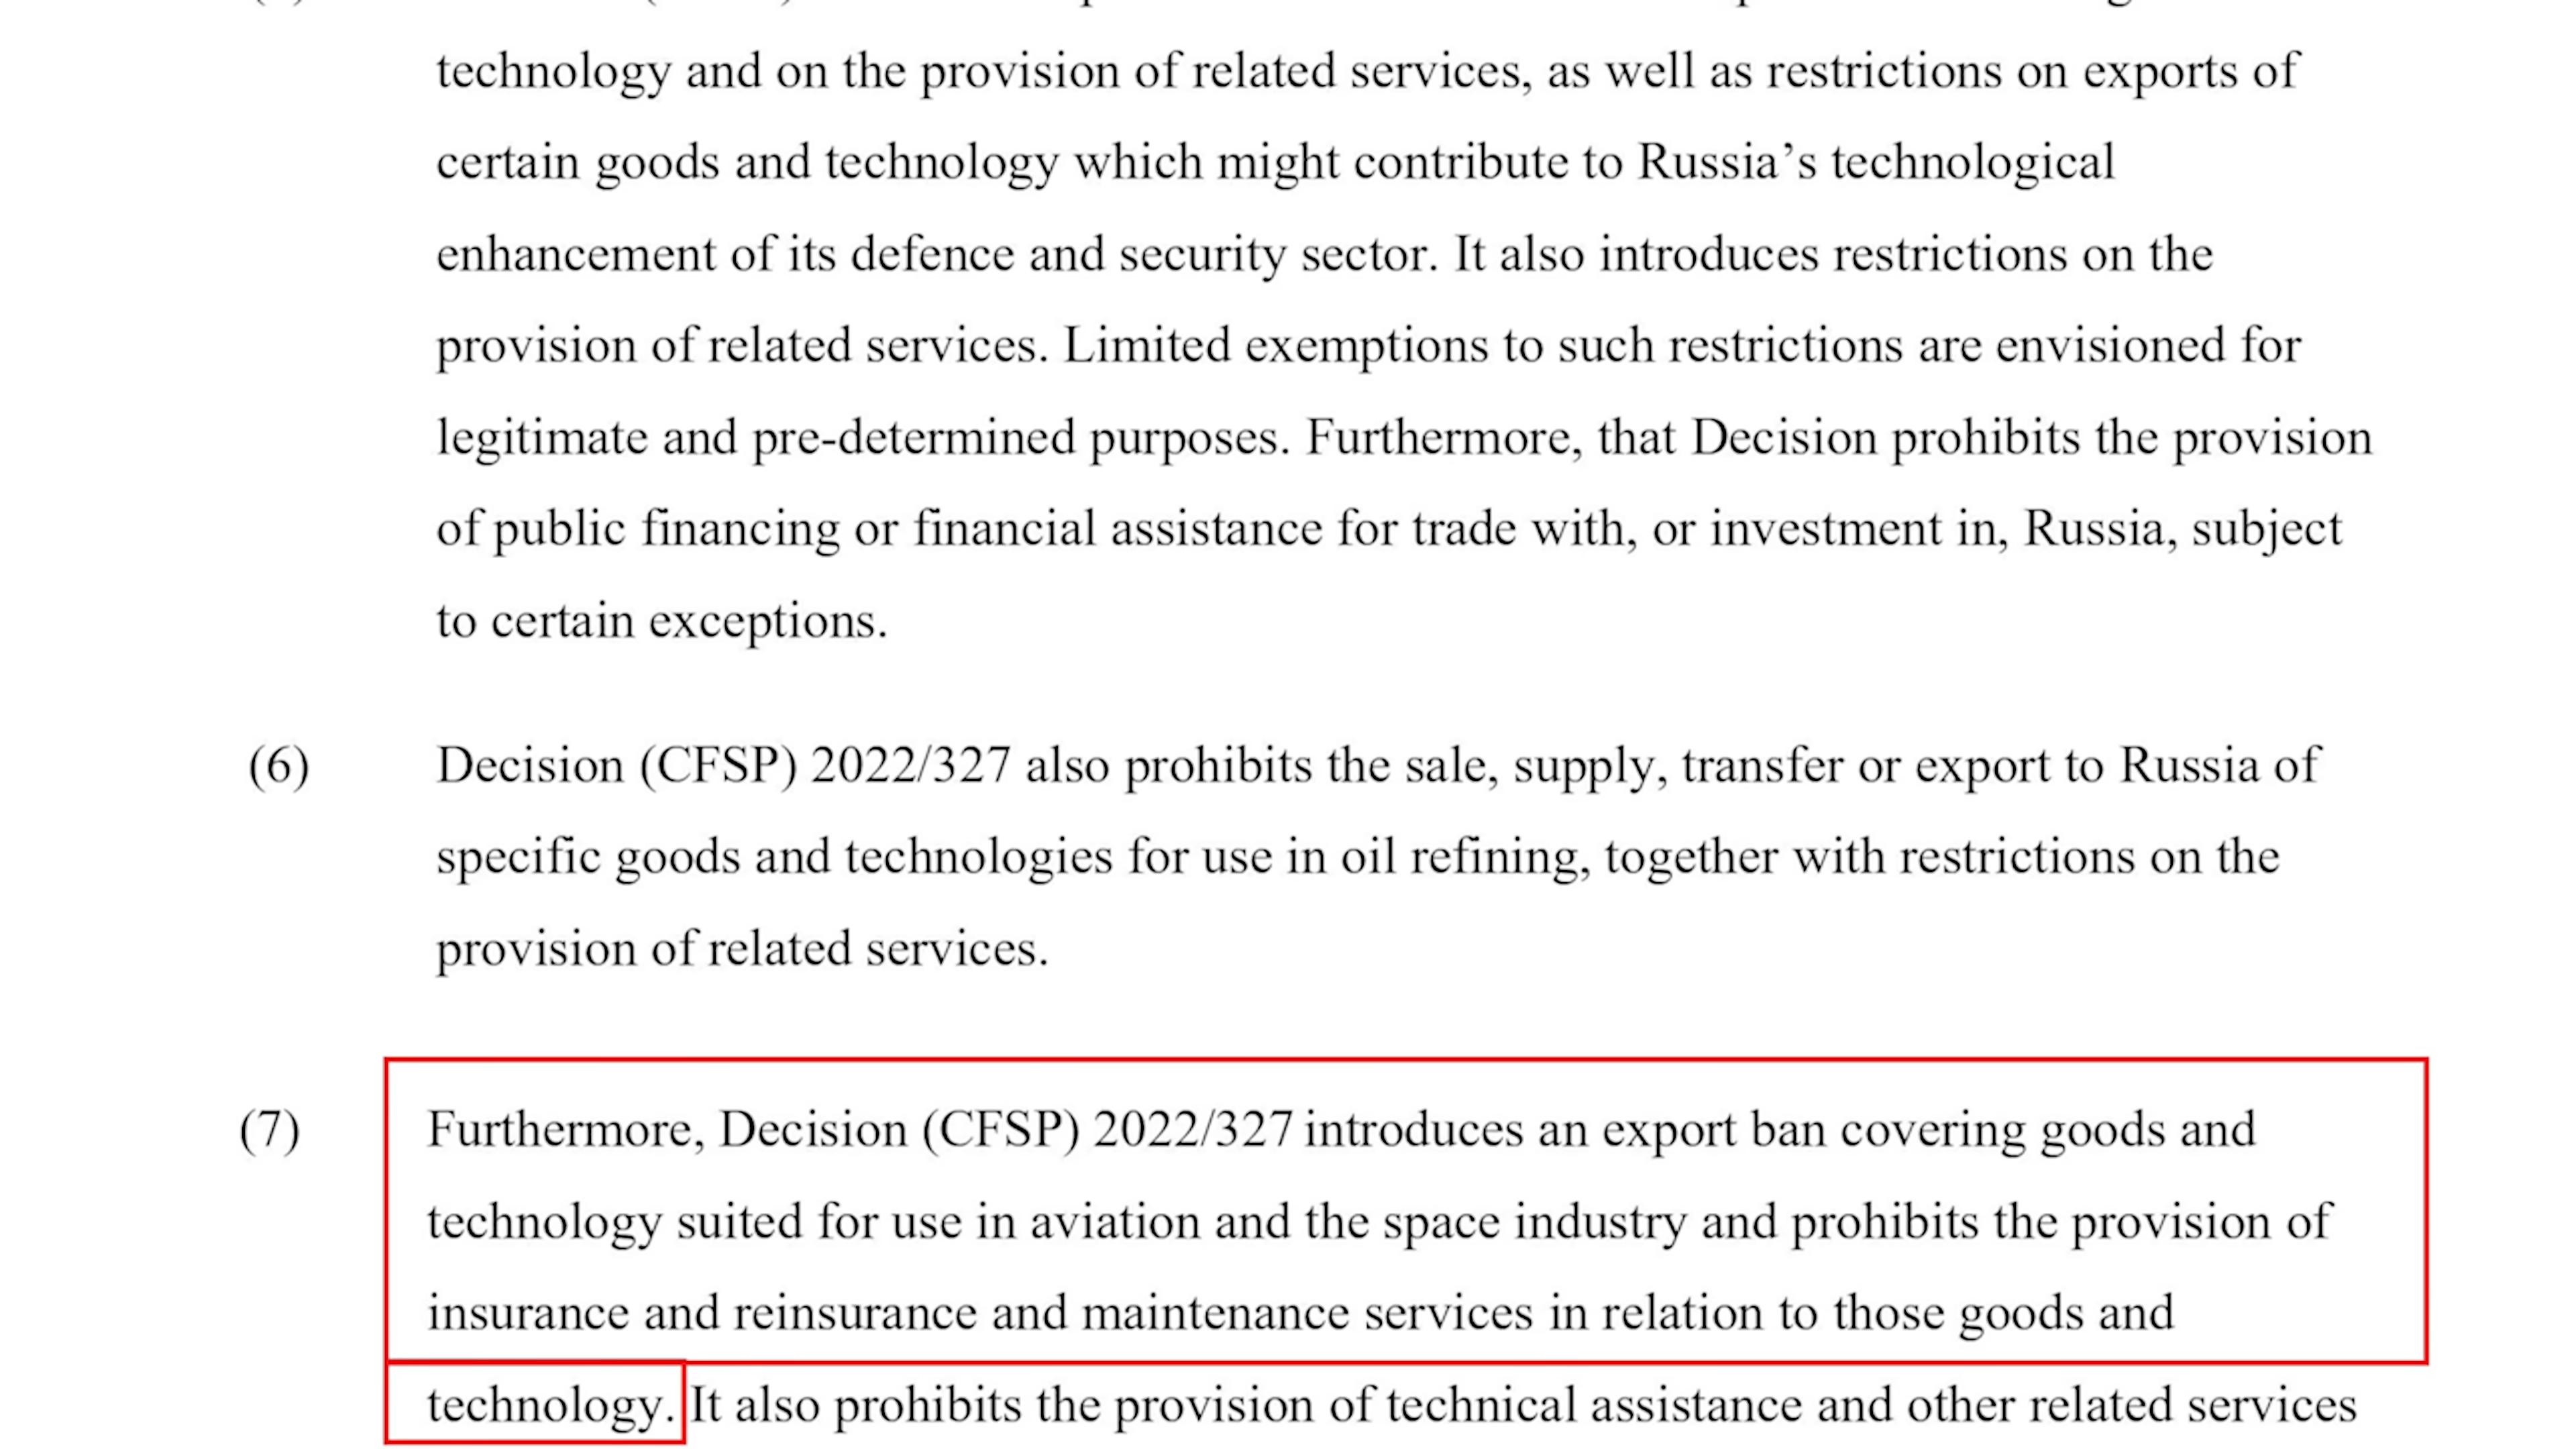 technology and on the provision of related services, as well as restrictions on exports of
certain goods and technology which might contribute to Russia’s technological
enhancement of its defence and security sector. It also introduces restrictions on the
provision of related services. Limited exemptions to such restrictions are envisioned for
legitimate and pre-determined purposes. Furthermore, that Decision prohibits the provision
of public financing or financial assistance for trade with, or investment in, Russia, subject
to certain exceptions.
(6) Decision (CFSP) 2022/327 also prohibits the sale, supply, transfer or export to Russia of
specific goods and technologies for use in oil refining, together with restrictions on the
provision of related services.
(7) Furthermore, Decision (CFSP) 2022/327 introduces an export ban covering goods and
technology suited for use in aviation and the space industry and prohibits the provision of
insurance and reinsurance and maintenance services in relation to those goods and
technology. It also prohibits the provision of technical assistance and other related services